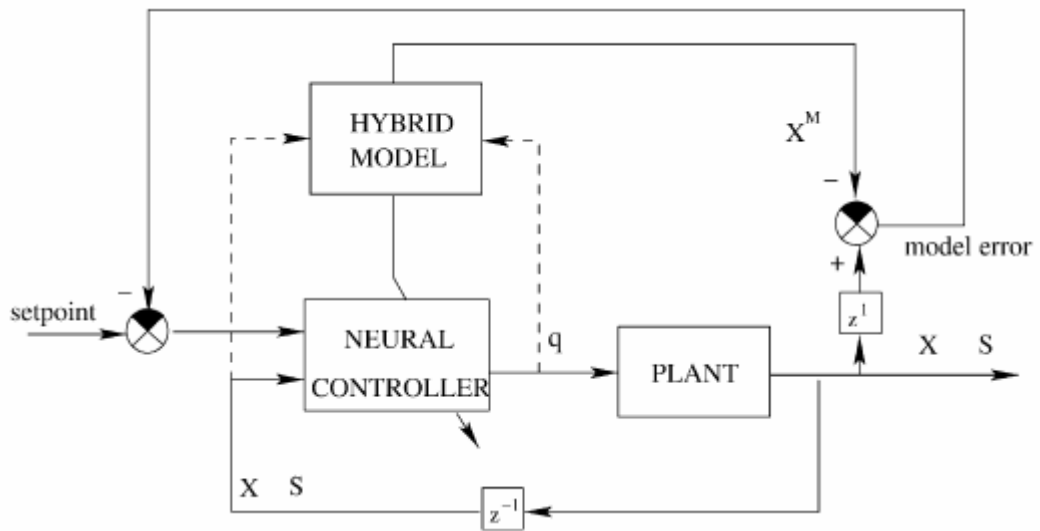 HYBRID
MODEL
X^M
−
model error
+
−
setpoint
z^1
NEURAL
CONTROLLER
q
PLANT
X S
X S
z^−1